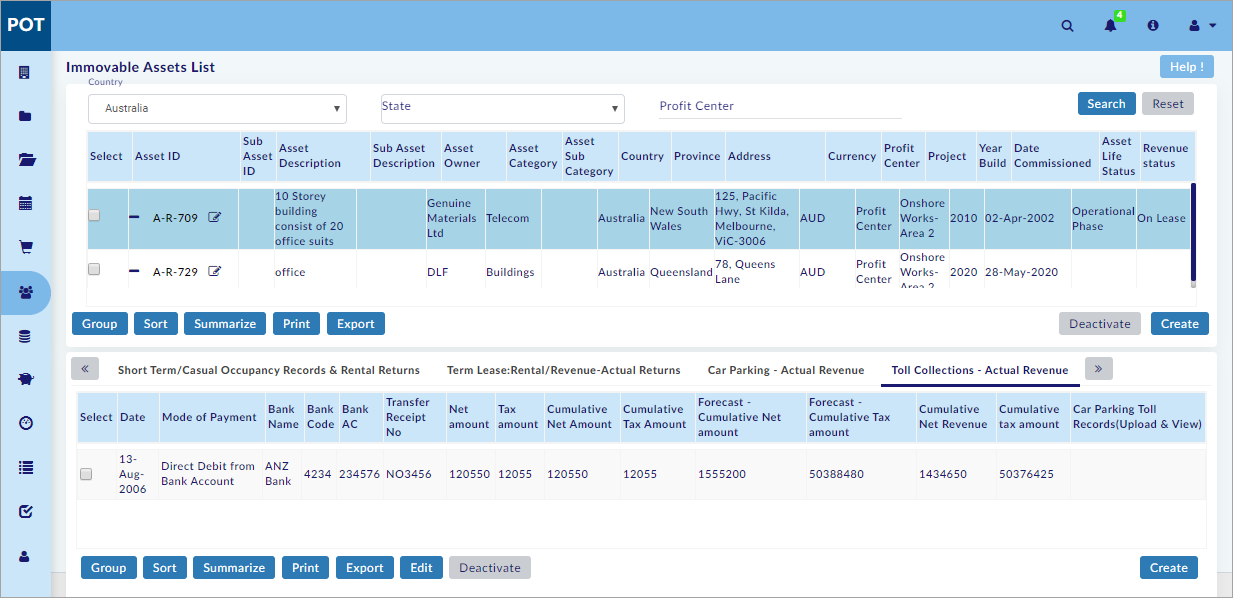 POT
4
Immovable Assets List
Help !
Country
Australia
State
Profit Center
Search
Reset
Select
Asset ID
Sub Asset ID
Asset Description
Sub Asset Description
Asset Owner
Asset Category
Asset Sub Category
Country
Province
Address
Currency
Profit Center
Project
Year Build
Date Commissioned
Asset Life Status
Revenue status
A-R-709
10 Storey
building
consist of 20
office suits
Genuine
Materials
Ltd
Telecom
Australia
New South
Wales
125, Pacific
Hwy, St Kilda,
Melbourne,
ViC-3006
AUD
Profit
Center
Onshore
Works-
Area 2
2010
02-Apr-2002
Operational
Phase
On Lease
A-R-729
office
DLF
Buildings
Australia
Queensland
78, Queens
Lane
AUD
Profit
Center
Onshore
Works-
Area 2
2020
28-May-2020
Group
Sort
Summarize
Print
Export
Deactivate
Create
«
Short Term/Casual Occupancy Records & Rental Returns
Term Lease:Rental/Revenue-Actual Returns
Car Parking - Actual Revenue
Toll Collections - Actual Revenue
»
Select
Date
Mode of Payment
Bank Name
Bank Code
Bank AC
Transfer Receipt No
Net amount
Tax amount
Cumulative Net Amount
Cumulative Tax Amount
Forecast - Cumulative Net amount
Forecast - Cumulative Tax amount
Cumulative Net Revenue
Cumulative tax amount
Car Parking Toll Records(Upload & View)
13-
Aug-
2006
Direct Debit from
Bank Account
ANZ
Bank
4234
234576
NO3456
120550
12055
120550
12055
1555200
50388480
1434650
50376425
Group
Sort
Summarize
Print
Export
Edit
Deactivate
Create